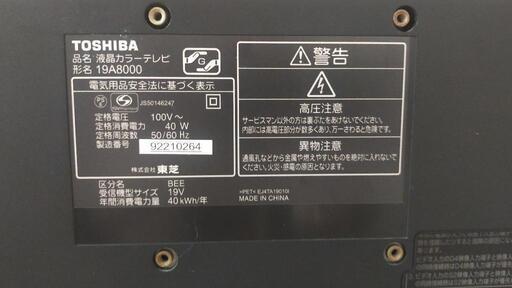 TOSHIBA
品名 液晶カラーテレビ
形名 19A8000
G
電気用品安全法に基づく表示
PS
E
JS50146247
定格電圧 100V～
定格消費電力 40 W
定格周波数 50/60 Hz
製造番号 92210264
株式会社 東芝
区分名 BEE
受信機型サイズ 19V
年間消費電力量 40 kWh/年
警告
高圧注意
サービスマン以外の方は裏ぶたをあけないでください。
内部には高電圧部分が数多くあり、万一さわると危険です。
異物注意
通風孔などから金属や燃えやすいものを絶対に入れないでください。
火災・感電の原因になります。
>PET< EJ4TA19010I
MADE IN CHINA